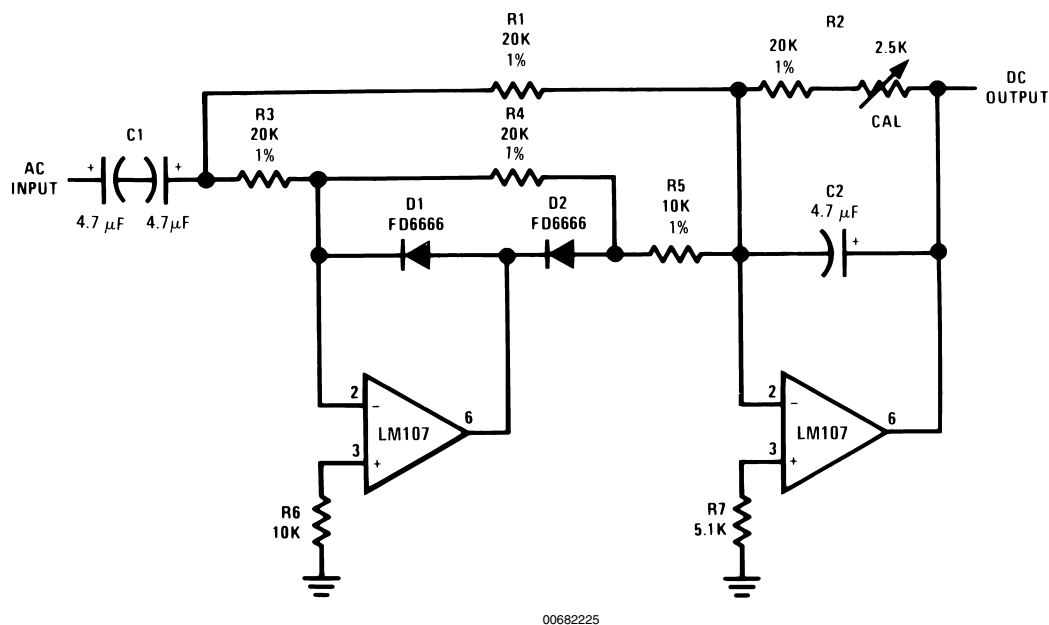 R1
20K
1%
R2
20K
1%
2.5K
CAL
DC
OUTPUT
R3
20K
1%
R4
20K
1%
C1
AC
INPUT
+
+
4.7 μF
4.7μF
D1
FD6666
D2
FD6666
R5
10K
1%
C2
4.7 μF
+
2
−
LM107
6
3
+
R6
10K
2
−
LM107
6
3
+
R7
5.1K
00682225